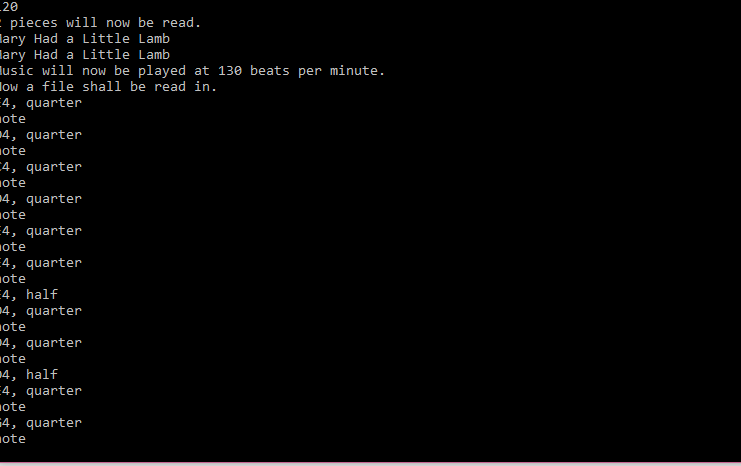 120
2 pieces will now be read.
Mary Had a Little Lamb
Mary Had a Little Lamb
Music will now be played at 130 beats per minute.
Now a file shall be read in.
E4, quarter
note
D4, quarter
note
C4, quarter
note
D4, quarter
note
E4, quarter
note
E4, quarter
note
E4, half
D4, quarter
note
D4, quarter
note
D4, half
E4, quarter
note
G4, quarter
note